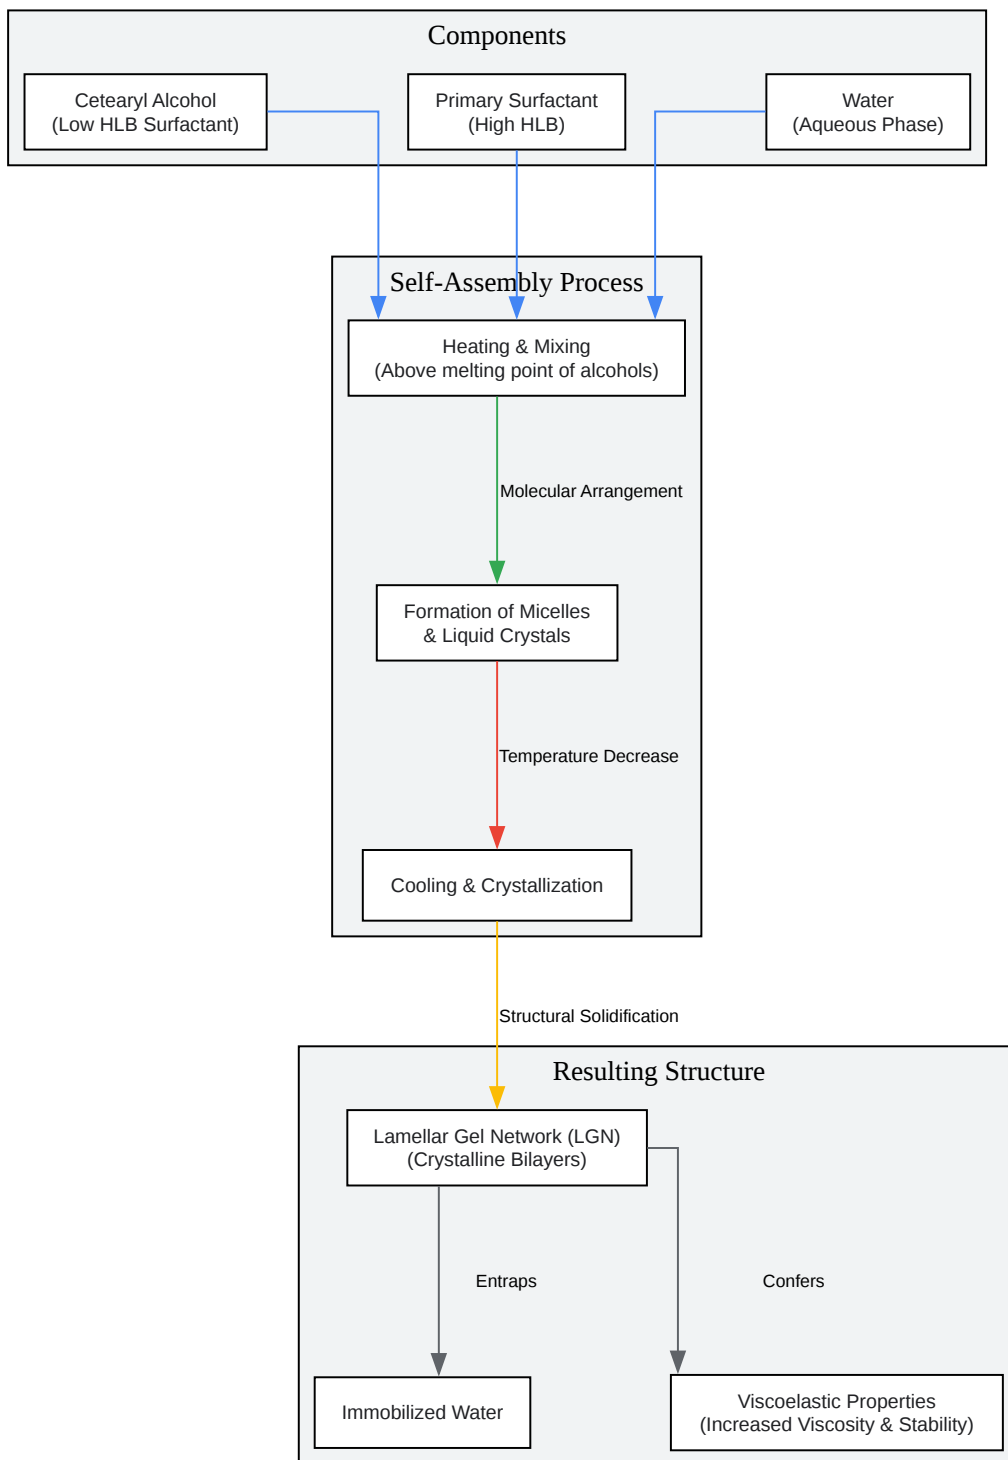 Components
Cetearyl Alcohol
(Low HLB Surfactant)
Primary Surfactant
(High HLB)
Water
(Aqueous Phase)
Self-Assembly Process
Heating & Mixing
(Above melting point of alcohols)
Molecular Arrangement
Formation of Micelles
& Liquid Crystals
Temperature Decrease
Cooling & Crystallization
Structural Solidification
Resulting Structure
Lamellar Gel Network (LGN)
(Crystalline Bilayers)
Entraps
Confers
Immobilized Water
Viscoelastic Properties
(Increased Viscosity & Stability)